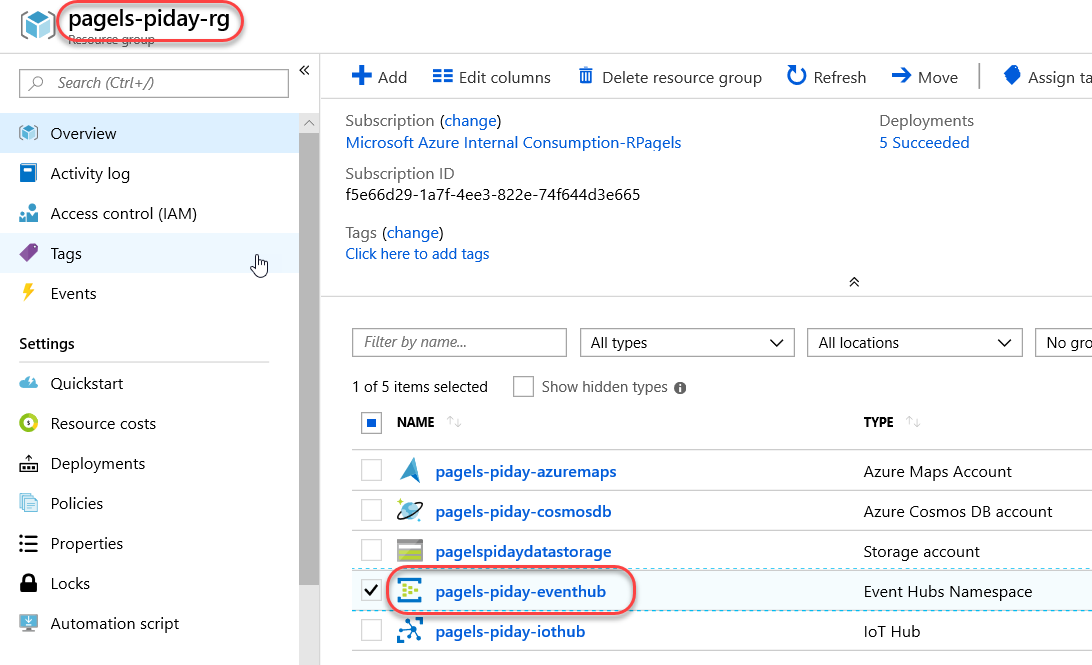 pagels-piday-rg
Resource group
Search (Ctrl+/)
Overview
Activity log
Access control (IAM)
Tags
Events
Settings
Quickstart
Resource costs
Deployments
Policies
Properties
Locks
Automation script
Add
Edit columns
Delete resource group
Refresh
Move
Assign ta
Subscription (change)
Microsoft Azure Internal Consumption-RPagels
Subscription ID
f5e66d29-1a7f-4ee3-822e-74f644d3e665
Tags (change)
Click here to add tags
Deployments
5 Succeeded
Filter by name...
All types
All locations
No gro
1 of 5 items selected
Show hidden types
NAME
TYPE
pagels-piday-azuremaps
Azure Maps Account
pagels-piday-cosmosdb
Azure Cosmos DB account
pagelspidaydatastorage
Storage account
pagels-piday-eventhub
Event Hubs Namespace
pagels-piday-iothub
IoT Hub